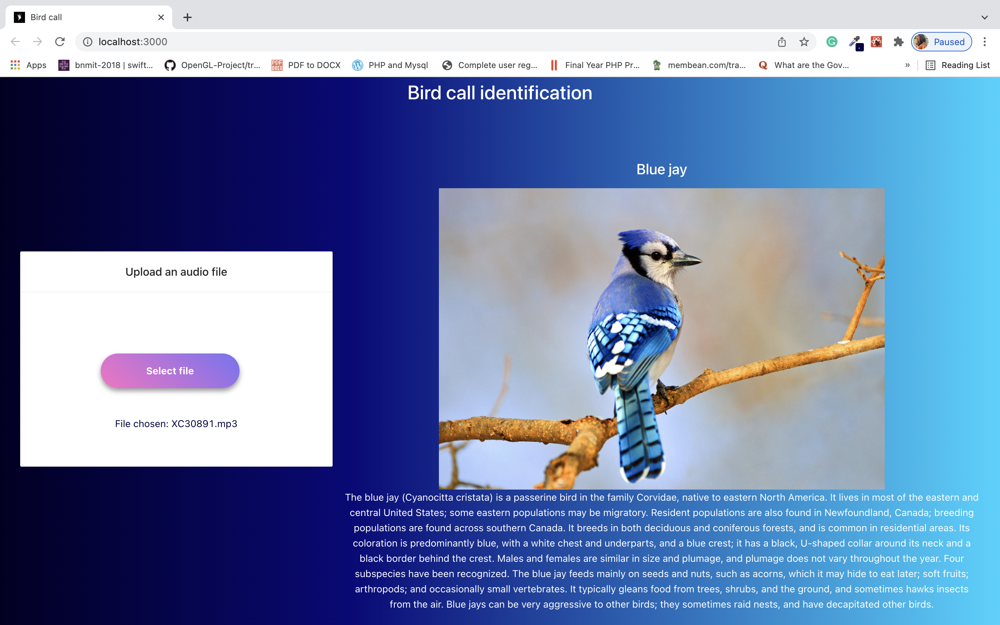 Bird call
localhost:3000
Paused
Apps
bnmit-2018 | swift...
OpenGL-Project/tr...
PDF
DOCX
PDF to DOCX
PHP and Mysql
Complete user reg...
Final Year PHP Pr...
membean.com/tra...
What are the Gov...
»
Reading List
Bird call identification
Blue jay
Upload an audio file
Select file
File chosen: XC30891.mp3
The blue jay (Cyanocitta cristata) is a passerine bird in the family Corvidae, native to eastern North America. It lives in most of the eastern and
central United States; some eastern populations may be migratory. Resident populations are also found in Newfoundland, Canada; breeding
populations are found across southern Canada. It breeds in both deciduous and coniferous forests, and is common in residential areas. Its
coloration is predominantly blue, with a white chest and underparts, and a blue crest; it has a black, U-shaped collar around its neck and a
black border behind the crest. Males and females are similar in size and plumage, and plumage does not vary throughout the year. Four
subspecies have been recognized. The blue jay feeds mainly on seeds and nuts, such as acorns, which it may hide to eat later; soft fruits;
arthropods; and occasionally small vertebrates. It typically gleans food from trees, shrubs, and the ground, and sometimes hawks insects
from the air. Blue jays can be very aggressive to other birds; they sometimes raid nests, and have decapitated other birds.